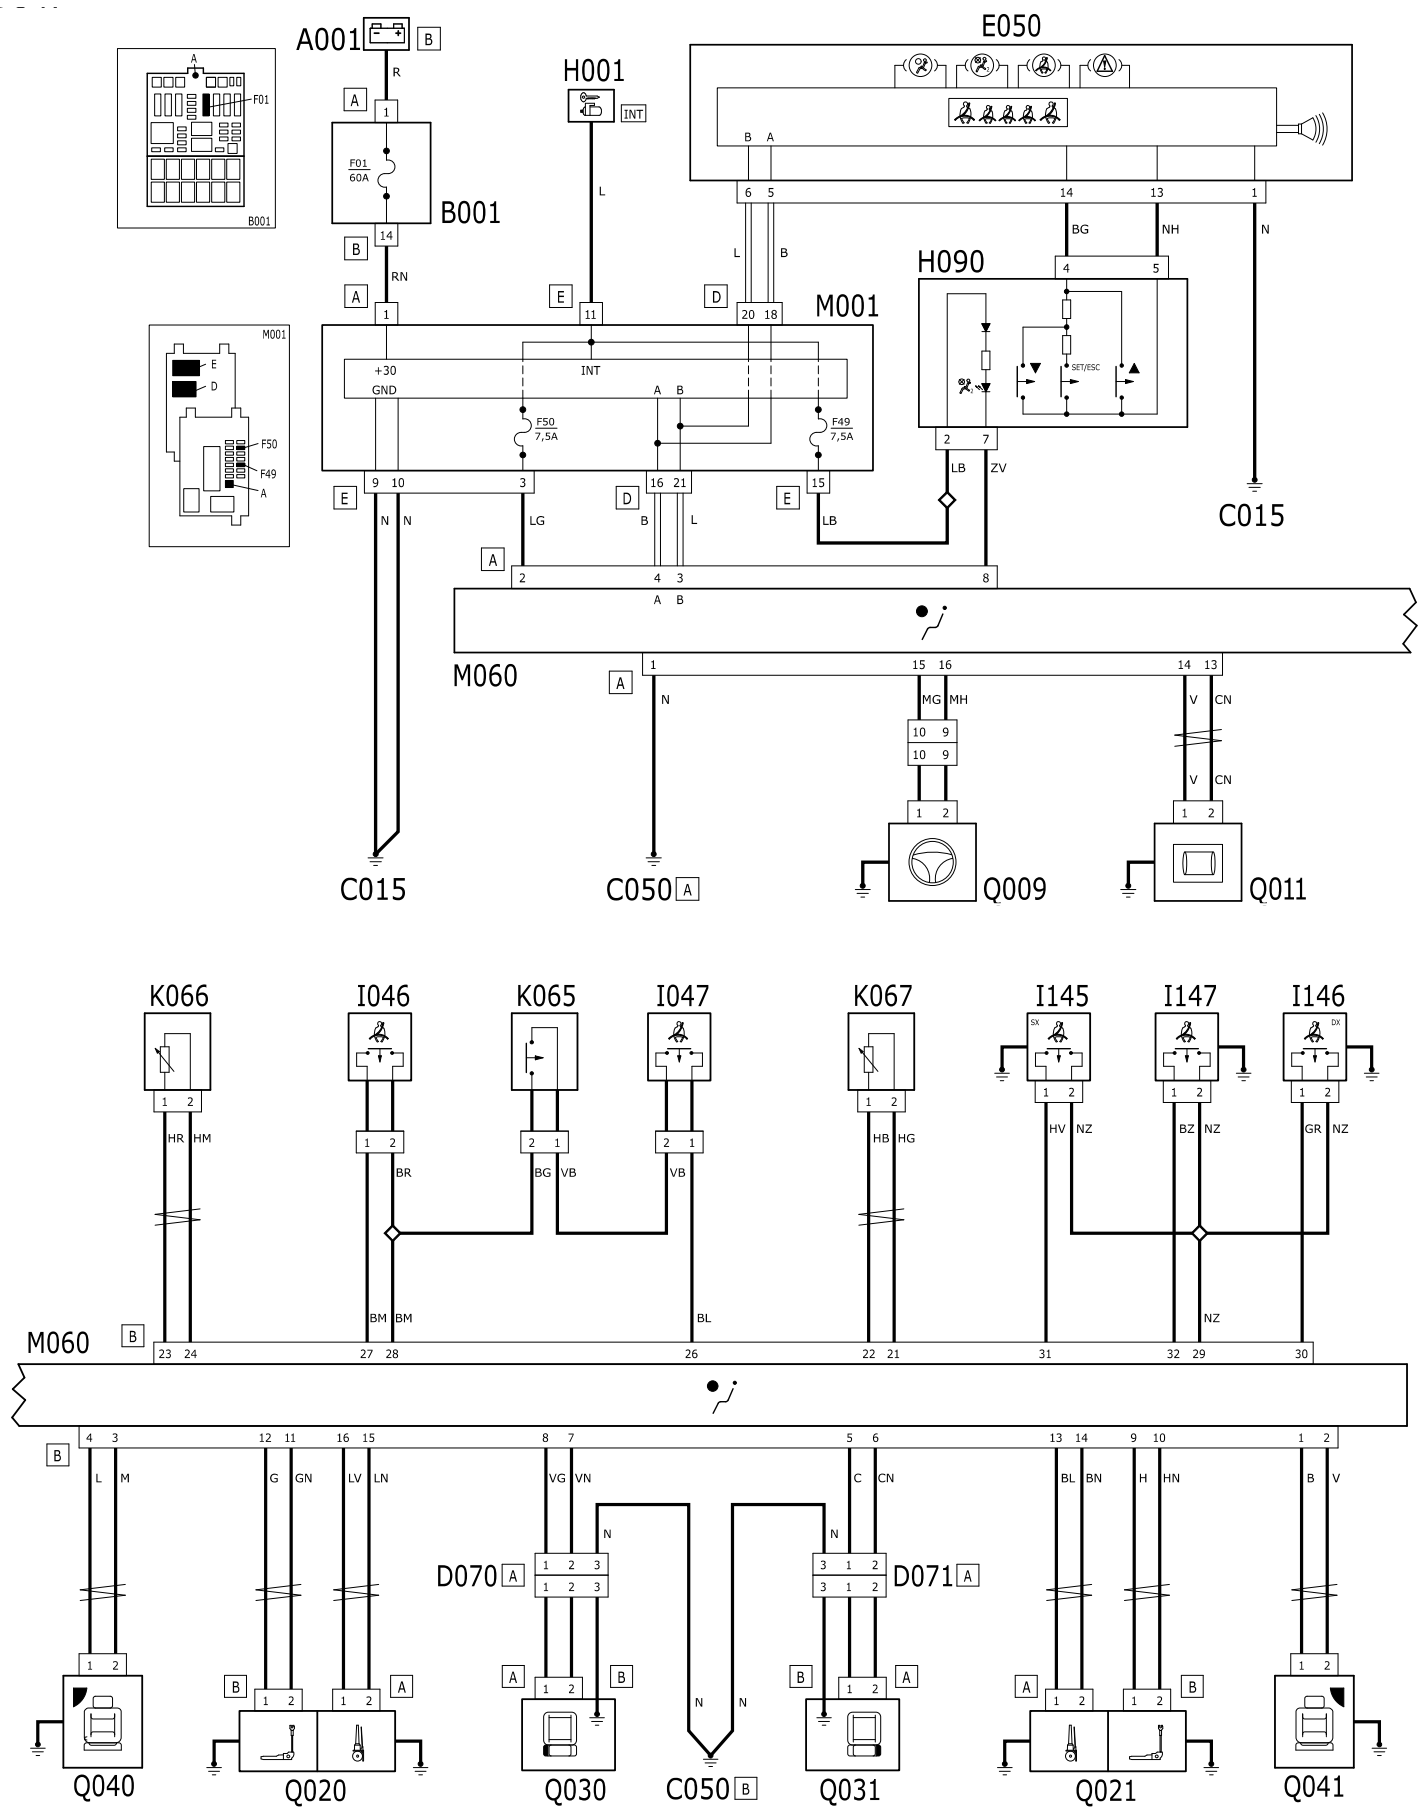 A001
B
R
A
1
F01
60A
B001
14
B
RN
A
1
A
F01
B001
H001
INT
L
E
11
E050
B A
6 5 14 13 1
L B BG NH N
D
20 18
M001
H090
4 5
SET/ESC
2 7
LB ZV
C015
M001
E
D
F50
F49
A
+30
INT
GND
A B
F50
7,5A
F49
7,5A
E
9 10 3
D
16 21
E
15
N N LG B L LB
A
2 4 3 8
A B
M060
A
1 15 16 14 13
N MG MH V CN
10 9
10 9
V CN
1 2
1 2
C015
C050 A
Q009
Q011
K066 I046 K065 I047 K067 I145 I147 I146
SX DX
1 2
1 2
1 2
1 2
1 2
HR HM
1 2
2 1
2 1
HB HG
HV NZ
BZ NZ
GR NZ
BR
BG VB
VB
BM BM
BL
NZ
M060
B
23 24 27 28 26 22 21 31 32 29 30
B
4 3 12 11 16 15 8 7 5 6 13 14 9 10 1 2
L M G GN LV LN VG VN C CN BL BN H HN B V
N N
D070 A
1 2 3
1 2 3
3 1 2
3 1 2
D071 A
1 2
B
1 2
1 2
A
A
1 2
B
N N
B
1 2
A
A
1 2
1 2
B
1 2
Q040
Q020
Q030
C050 B
Q031
Q021
Q041